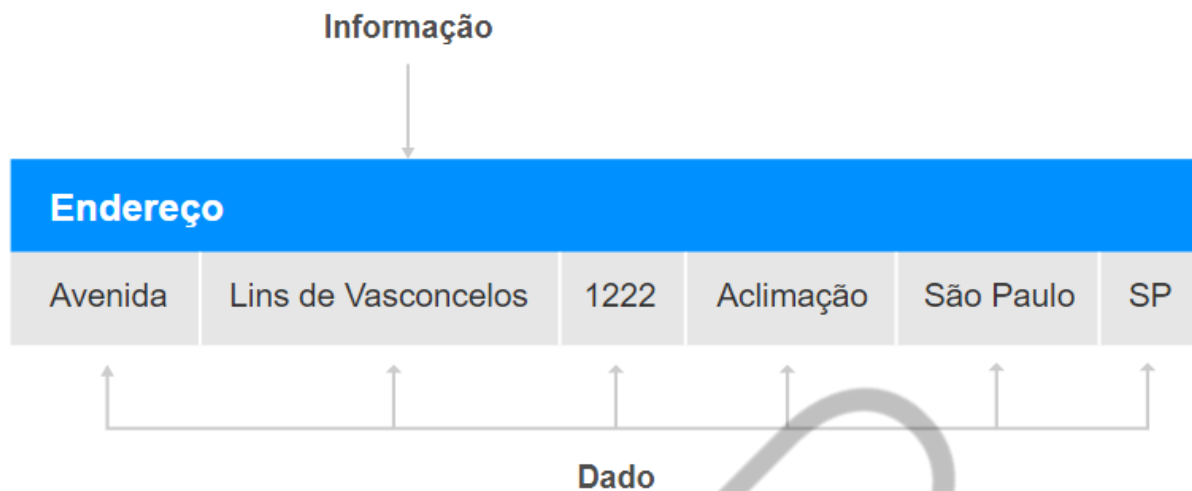 Informação
Endereço
Avenida Lins de Vasconcelos 1222 Aclimação São Paulo SP
Dado